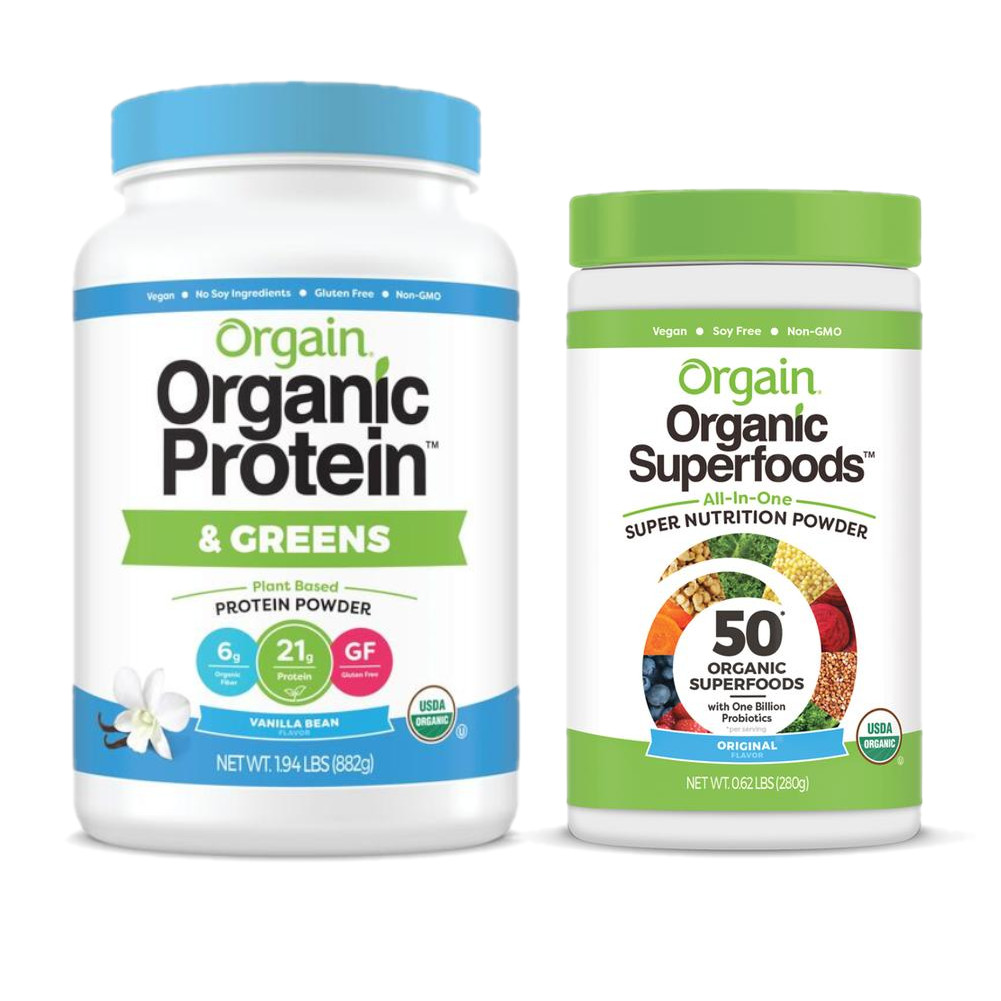 Vegan ● No Soy Ingredients ● Gluten Free ● Non-GMO
Orgain®
Organic
Protein™
& GREENS
Plant Based
PROTEIN POWDER
6g
Organic
Fiber
21g
Protein
GF
Gluten Free
VANILLA BEAN
FLAVOR
USDA
ORGANIC
U
NET WT. 1.94 LBS (882g)
Vegan ● Soy Free ● Non-GMO
Orgain®
Organic
Superfoods™
All-In-One
SUPER NUTRITION POWDER
50*
ORGANIC
SUPERFOODS
with One Billion
Probiotics
*per serving
ORIGINAL
FLAVOR
USDA
ORGANIC
NET WT. 0.62 LBS (280g)